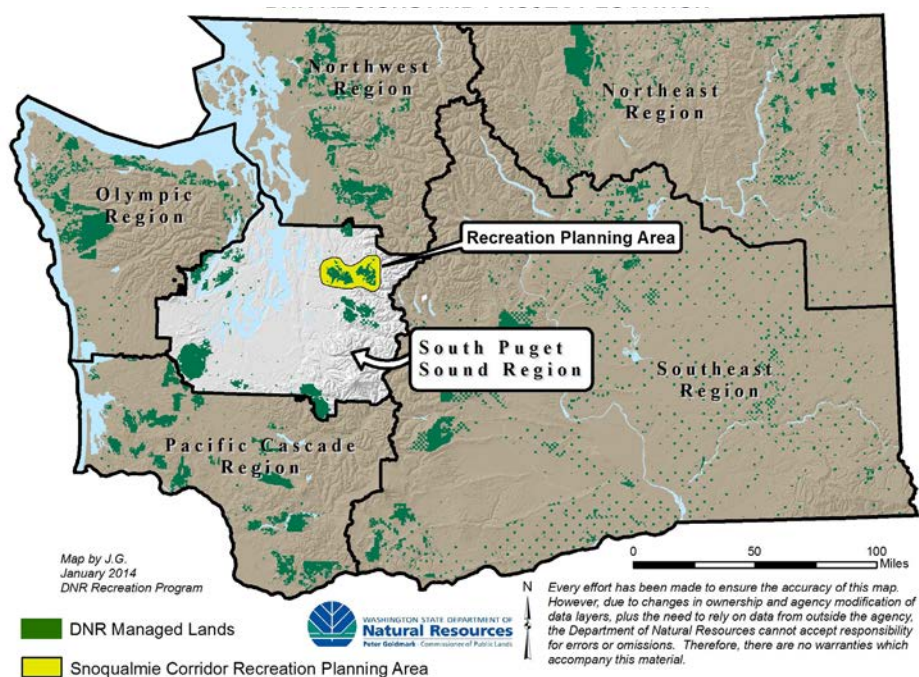 Northwest
Region
Northeast
Region
Olympic
Region
Recreation Planning Area
South Puget
Sound Region
Southeast
Region
Pacific Cascade
Region
Map by J.G.
January 2014
DNR Recreation Program
0 50 100
Miles
N
Every effort has been made to ensure the accuracy of this map.
However, due to changes in ownership and agency modification of
data layers, plus the need to rely on data from outside the agency,
the Department of Natural Resources cannot accept responsibility
for errors or omissions. Therefore, there are no warranties which
accompany this material.
DNR Managed Lands
WASHINGTON STATE DEPARTMENT OF
Natural Resources
Peter Goldmark - Commissioner of Public Lands
Snoqualmie Corridor Recreation Planning Area